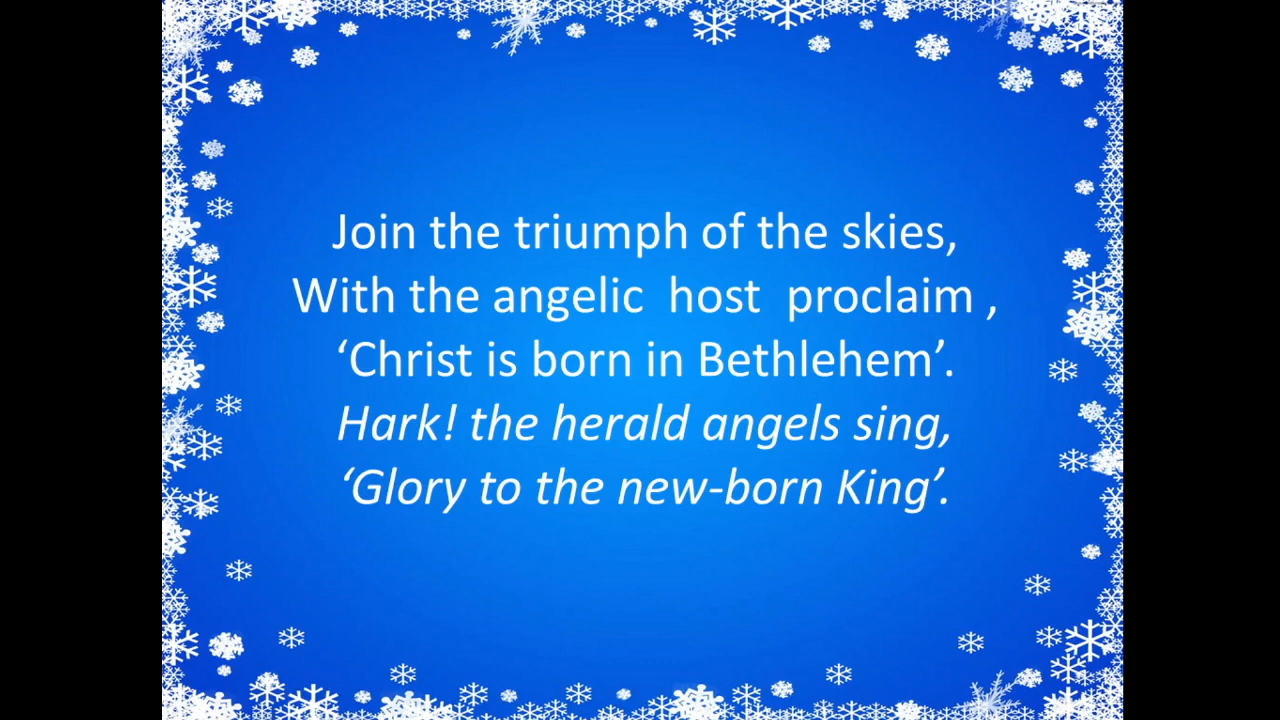 Join the triumph of the skies,
With the angelic  host  proclaim ,
‘Christ is born in Bethlehem’.
Hark! the herald angels sing,
‘Glory to the new-born King’.